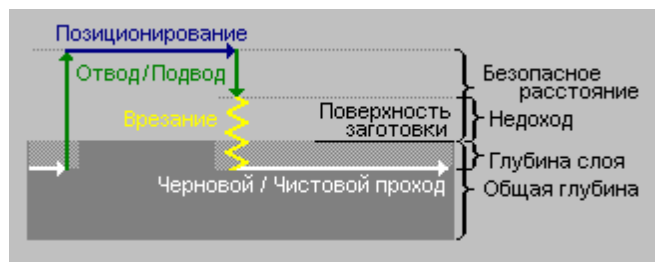 Позиционирование
Отвод/Подвод
Безопасное
расстояние
Врезание
Поверхность
заготовки
Недоход
Глубина слоя
Черновой / Чистовой проход
Общая глубина